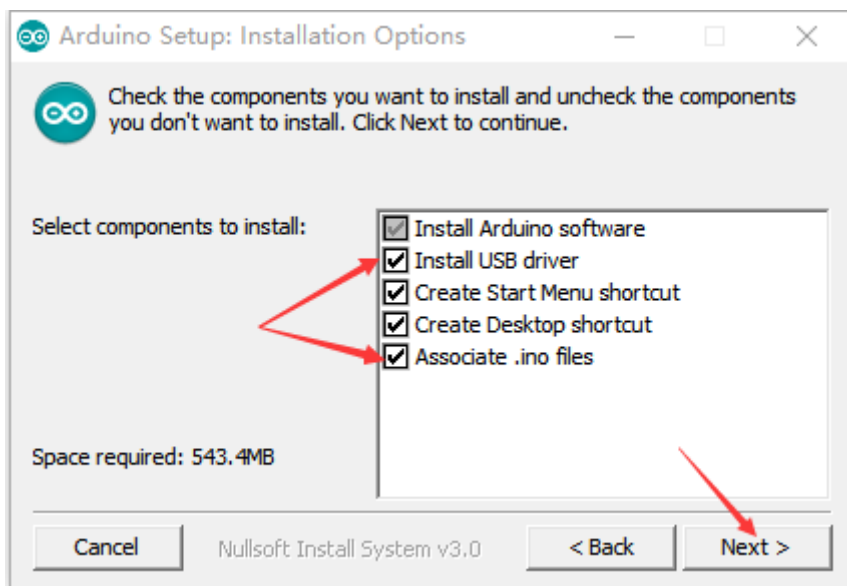 Arduino Setup: Installation Options
Check the components you want to install and uncheck the components
you don't want to install. Click Next to continue.
Select components to install:
Install Arduino software
Install USB driver
Create Start Menu shortcut
Create Desktop shortcut
Associate .ino files
Space required: 543.4MB
Cancel
Nullsoft Install System v3.0
< Back
Next >